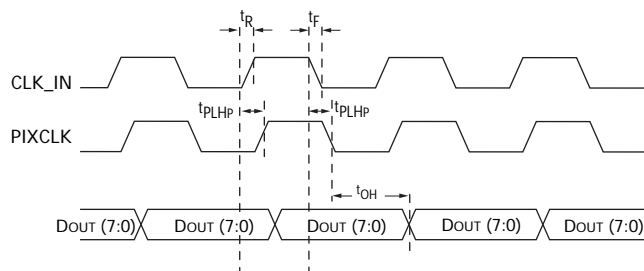 tR tF
CLK_IN
tPLHP tPLHP
PIXCLK
tOH
DOUT (7:0) DOUT (7:0) DOUT (7:0) DOUT (7:0) DOUT (7:0)